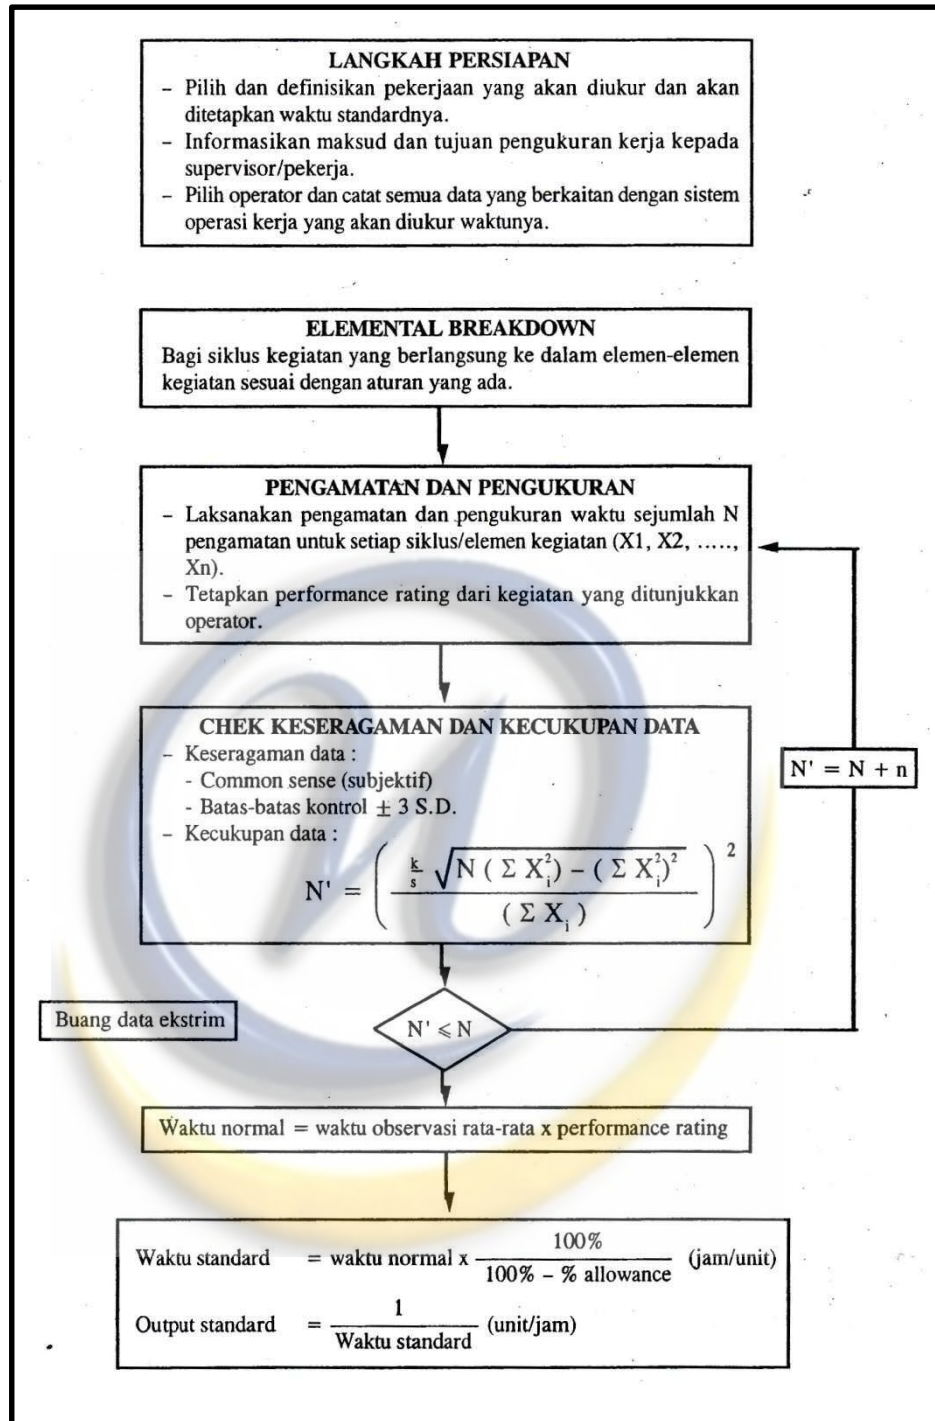 LANGKAH PERSIAPAN
– Pilih dan definisikan pekerjaan yang akan diukur dan akan
ditetapkan waktu standardnya.
– Informasikan maksud dan tujuan pengukuran kerja kepada
supervisor/pekerja.
– Pilih operator dan catat semua data yang berkaitan dengan sistem
operasi kerja yang akan diukur waktunya.
ELEMENTAL BREAKDOWN
Bagi siklus kegiatan yang berlangsung ke dalam elemen-elemen
kegiatan sesuai dengan aturan yang ada.
PENGAMATAN DAN PENGUKURAN
– Laksanakan pengamatan dan pengukuran waktu sejumlah N
pengamatan untuk setiap siklus/elemen kegiatan (X1, X2, .....,
Xn).
– Tetapkan performance rating dari kegiatan yang ditunjukkan
operator.
CHEK KESERAGAMAN DAN KECUKUPAN DATA
– Keseragaman data :
- Common sense (subjektif)
- Batas-batas kontrol ± 3 S.D.
– Kecukupan data :
N' = ( k/s √(N ( Σ X_i^2) – ( Σ X_i^2)^2) / ( Σ X_i ) )^2
N' = N + n
Buang data ekstrim
N' ⩽ N
Waktu normal = waktu observasi rata-rata x performance rating
Waktu standard = waktu normal x 100% / 100% – % allowance (jam/unit)
Output standard = 1 / Waktu standard (unit/jam)